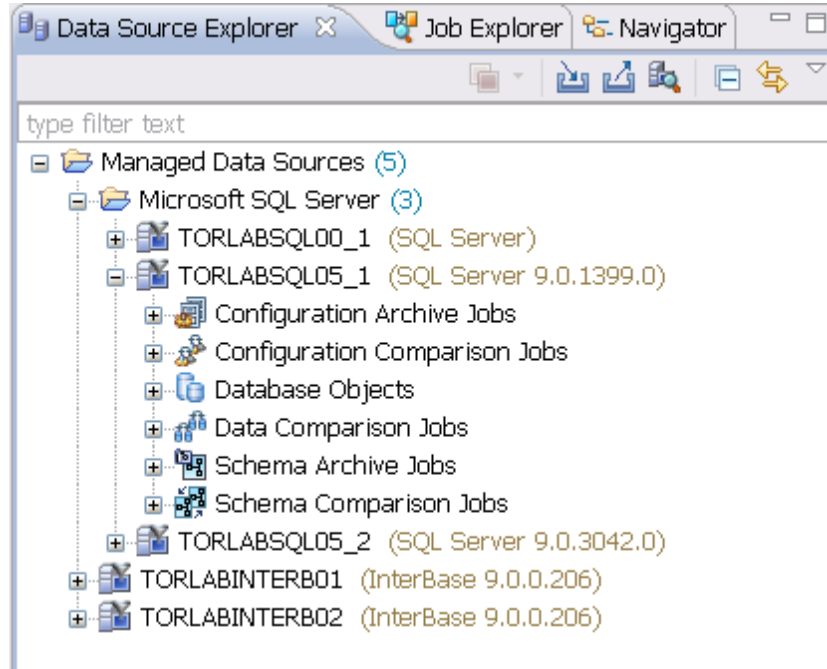 Data Source Explorer Job Explorer Navigator
type filter text
Managed Data Sources (5)
Microsoft SQL Server (3)
TORLABSQL00_1 (SQL Server)
TORLABSQL05_1 (SQL Server 9.0.1399.0)
Configuration Archive Jobs
Configuration Comparison Jobs
Database Objects
Data Comparison Jobs
Schema Archive Jobs
Schema Comparison Jobs
TORLABSQL05_2 (SQL Server 9.0.3042.0)
TORLABINTERB01 (InterBase 9.0.0.206)
TORLABINTERB02 (InterBase 9.0.0.206)